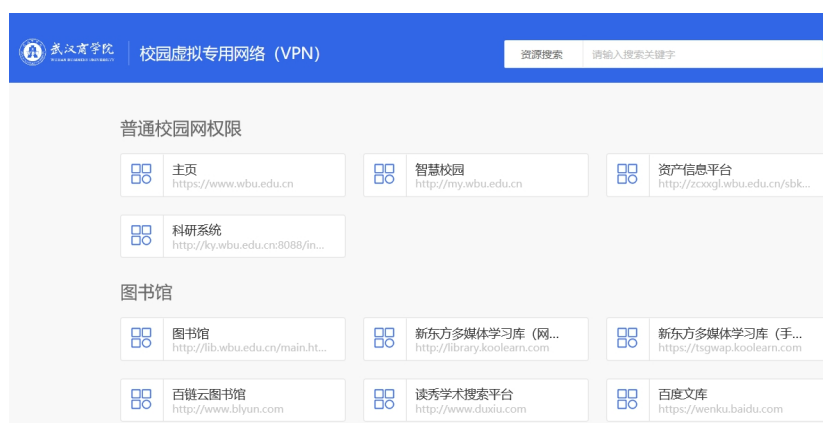 武汉商学院
WUHAN BUSINESS UNIVERSITY
校园虚拟专用网络（VPN）
资源搜索
请输入搜索关键字
普通校园网权限
主页
https://www.wbu.edu.cn
智慧校园
http://my.wbu.edu.cn
资产信息平台
http://zcxxgl.wbu.edu.cn/sbk...
科研系统
http://ky.wbu.edu.cn:8088/in...
图书馆
图书馆
http://lib.wbu.edu.cn/main.ht...
新东方多媒体学习库（网...
http://library.koolearn.com
新东方多媒体学习库（手...
https://tsgwap.koolearn.com
百链云图书馆
http://www.blyun.com
读秀学术搜索平台
http://www.duxiu.com
百度文库
https://wenku.baidu.com